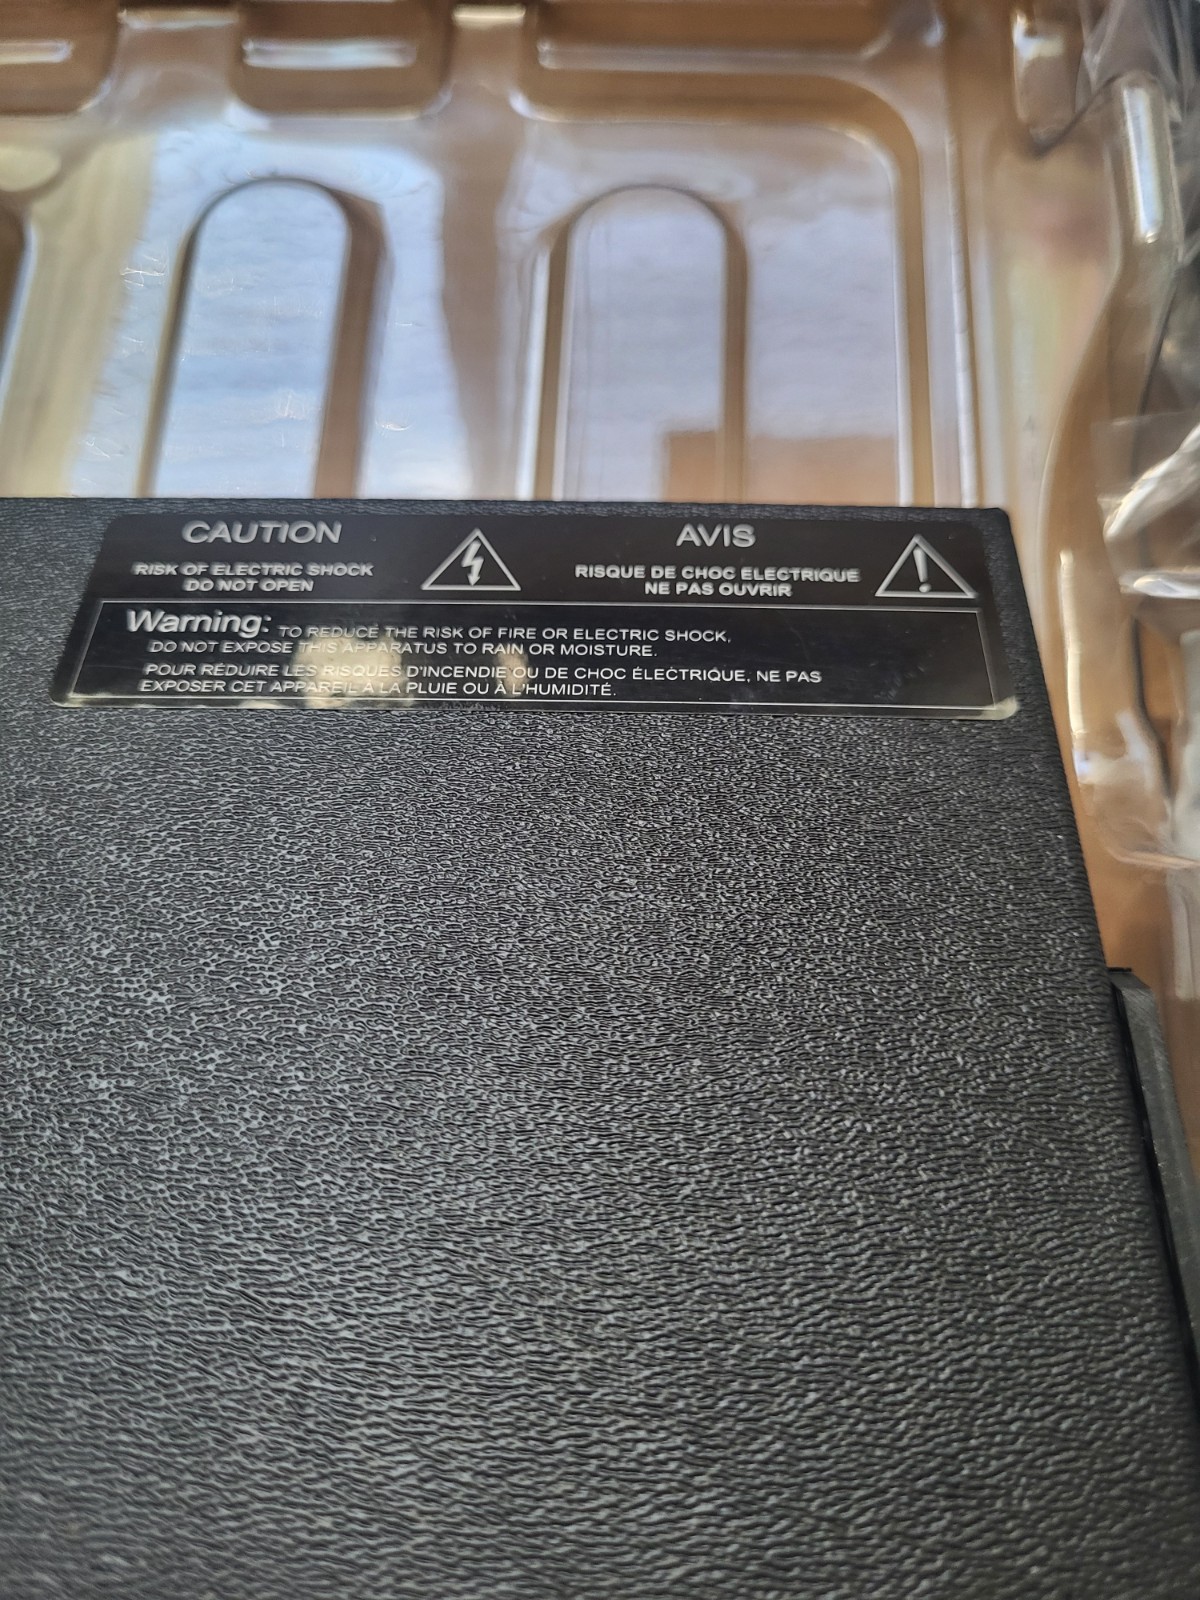 CAUTION
RISK OF ELECTRIC SHOCK
DO NOT OPEN
AVIS
RISQUE DE CHOC ELECTRIQUE
NE PAS OUVRIR
Warning: TO REDUCE THE RISK OF FIRE OR ELECTRIC SHOCK,
DO NOT EXPOSE THIS APPARATUS TO RAIN OR MOISTURE.
POUR RÉDUIRE LES RISQUES D'INCENDIE OU DE CHOC ÉLECTRIQUE, NE PAS
EXPOSER CET APPAREIL À LA PLUIE OU À L'HUMIDITÉ.